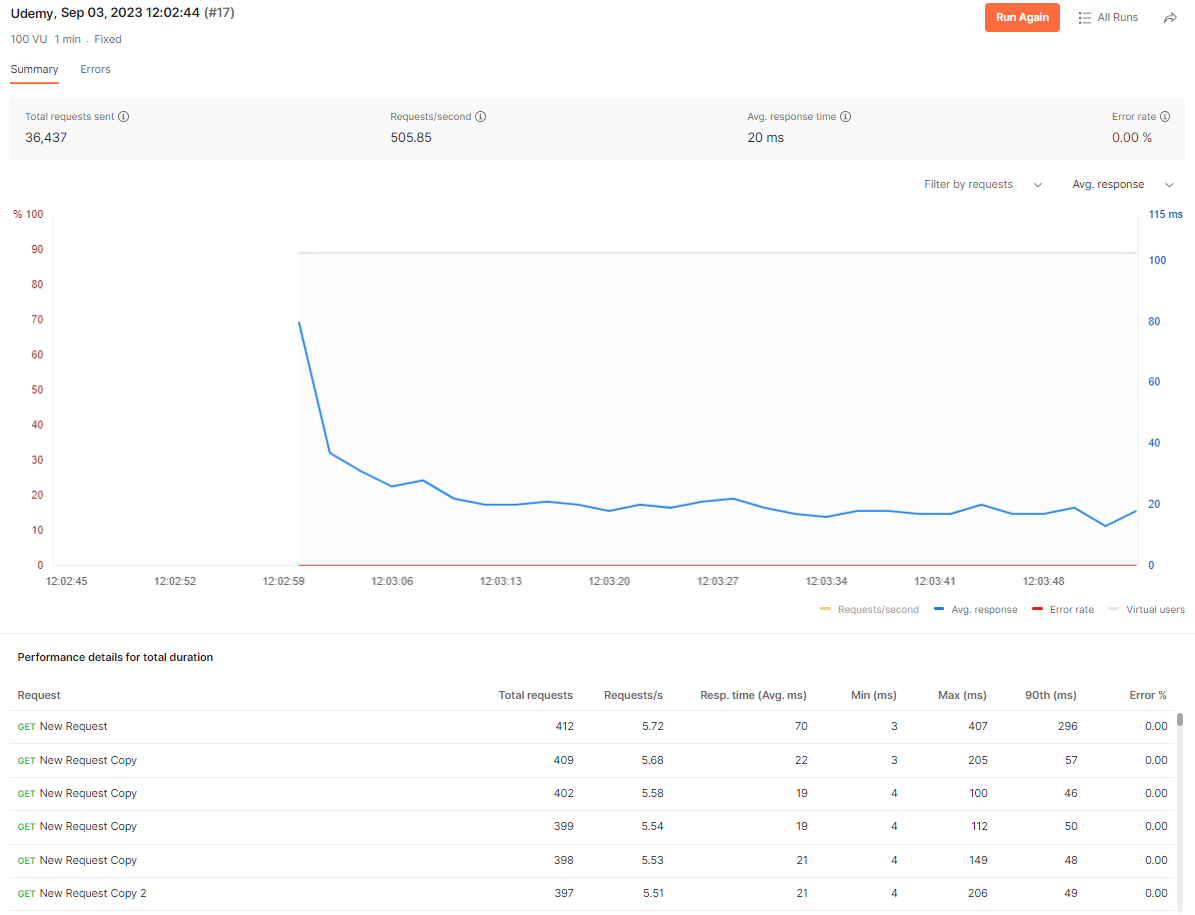 Udemy, Sep 03, 2023 12:02:44 (#17)
Run Again
All Runs
100 VU 1 min . Fixed
Summary Errors
Total requests sent Requests/second Avg. response time Error rate
36,437 505.85 20 ms 0.00 %
Filter by requests Avg. response
% 100 115 ms
90
100
80
70
80
60
60
50
40
40
30
20
20
10
0 0
12:02:45 12:02:52 12:02:59 12:03:06 12:03:13 12:03:20 12:03:27 12:03:34 12:03:41 12:03:48
Requests/second Avg. response Error rate Virtual users
Performance details for total duration
Request Total requests Requests/s Resp. time (Avg. ms) Min (ms) Max (ms) 90th (ms) Error %
GET New Request 412 5.72 70 3 407 296 0.00
GET New Request Copy 409 5.68 22 3 205 57 0.00
GET New Request Copy 402 5.58 19 4 100 46 0.00
GET New Request Copy 399 5.54 19 4 112 50 0.00
GET New Request Copy 398 5.53 21 4 149 48 0.00
GET New Request Copy 2 397 5.51 21 4 206 49 0.00